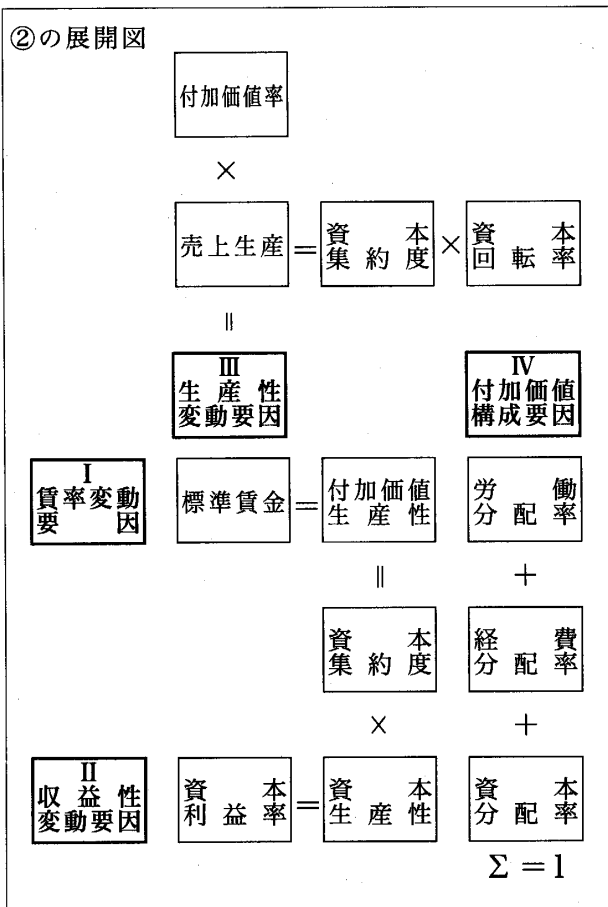 ②の展開図
付加価値率
×
売上生産 = 資本集約度 × 資本回転率
॥
Ⅲ 生産性変動要因
Ⅳ 付加価値構成要因
Ⅰ 賃率変動要因
標準賃金 = 付加価値生産性
労働分配率
॥
+
資本集約度
経費分配率
×
+
Ⅱ 収益性変動要因
資本利益率 = 資本生産性
資本分配率
Σ=1